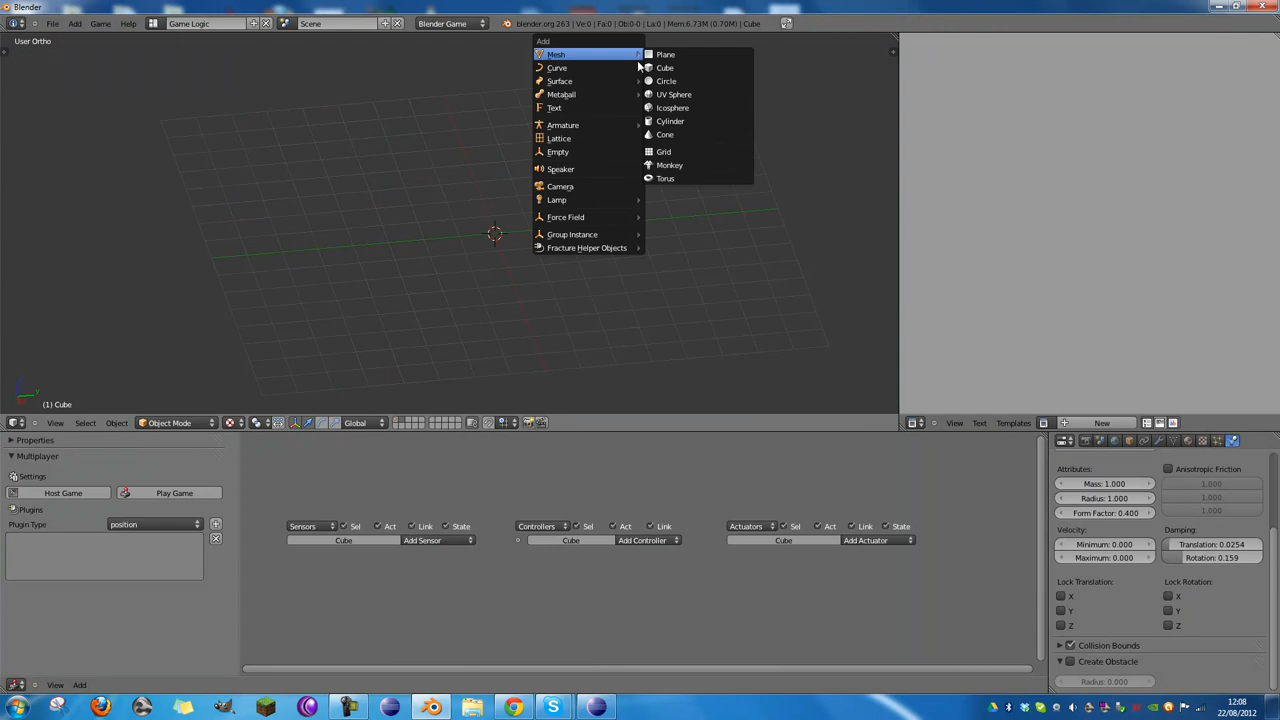 Blender
File Add Game Help Game Logic Scene Blender Game blender.org 263 | Ve:0 | Fa:0 | Ob:0-0 | La:0 | Mem:6.73M (0.70M) | Cube
User Ortho
Add
Mesh
Curve
Surface
Metaball
Text
Armature
Lattice
Empty
Speaker
Camera
Lamp
Force Field
Group Instance
Fracture Helper Objects
Plane
Cube
Circle
UV Sphere
Icosphere
Cylinder
Cone
Grid
Monkey
Torus
(1) Cube
View Select Object Object Mode Global
View Text Templates New
Properties
Multiplayer
Settings
Host Game Play Game
Plugins
Plugin Type position
Sensors Sel Act Link State
Cube Add Sensor
Controllers Sel Act Link
Cube Add Controller
Actuators Sel Act Link State
Cube Add Actuator
View Add
Attributes: Anisotropic Friction
Mass: 1.000 1.000
Radius: 1.000 1.000
Form Factor: 0.400 1.000
Velocity: Damping:
Minimum: 0.000 Translation: 0.0254
Maximum: 0.000 Rotation: 0.159
Lock Translation: Lock Rotation:
X X
Y Y
Z Z
Collision Bounds
Create Obstacle
Radius: 0.000
12:08
22/08/2012